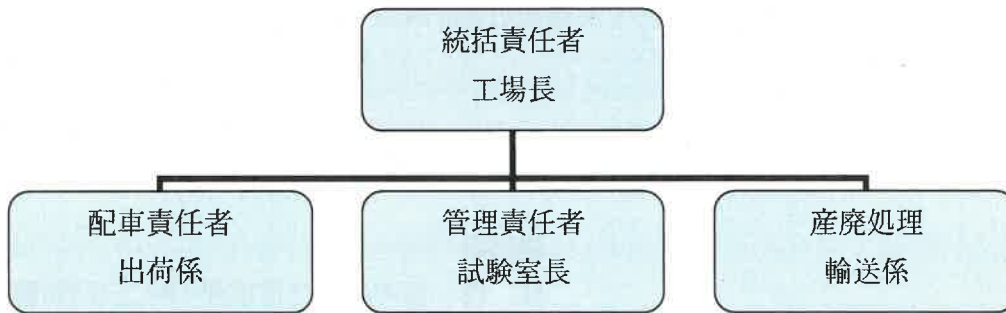 統括責任者
工場長
配車責任者
出荷係
管理責任者
試験室長
産廃処理
輸送係